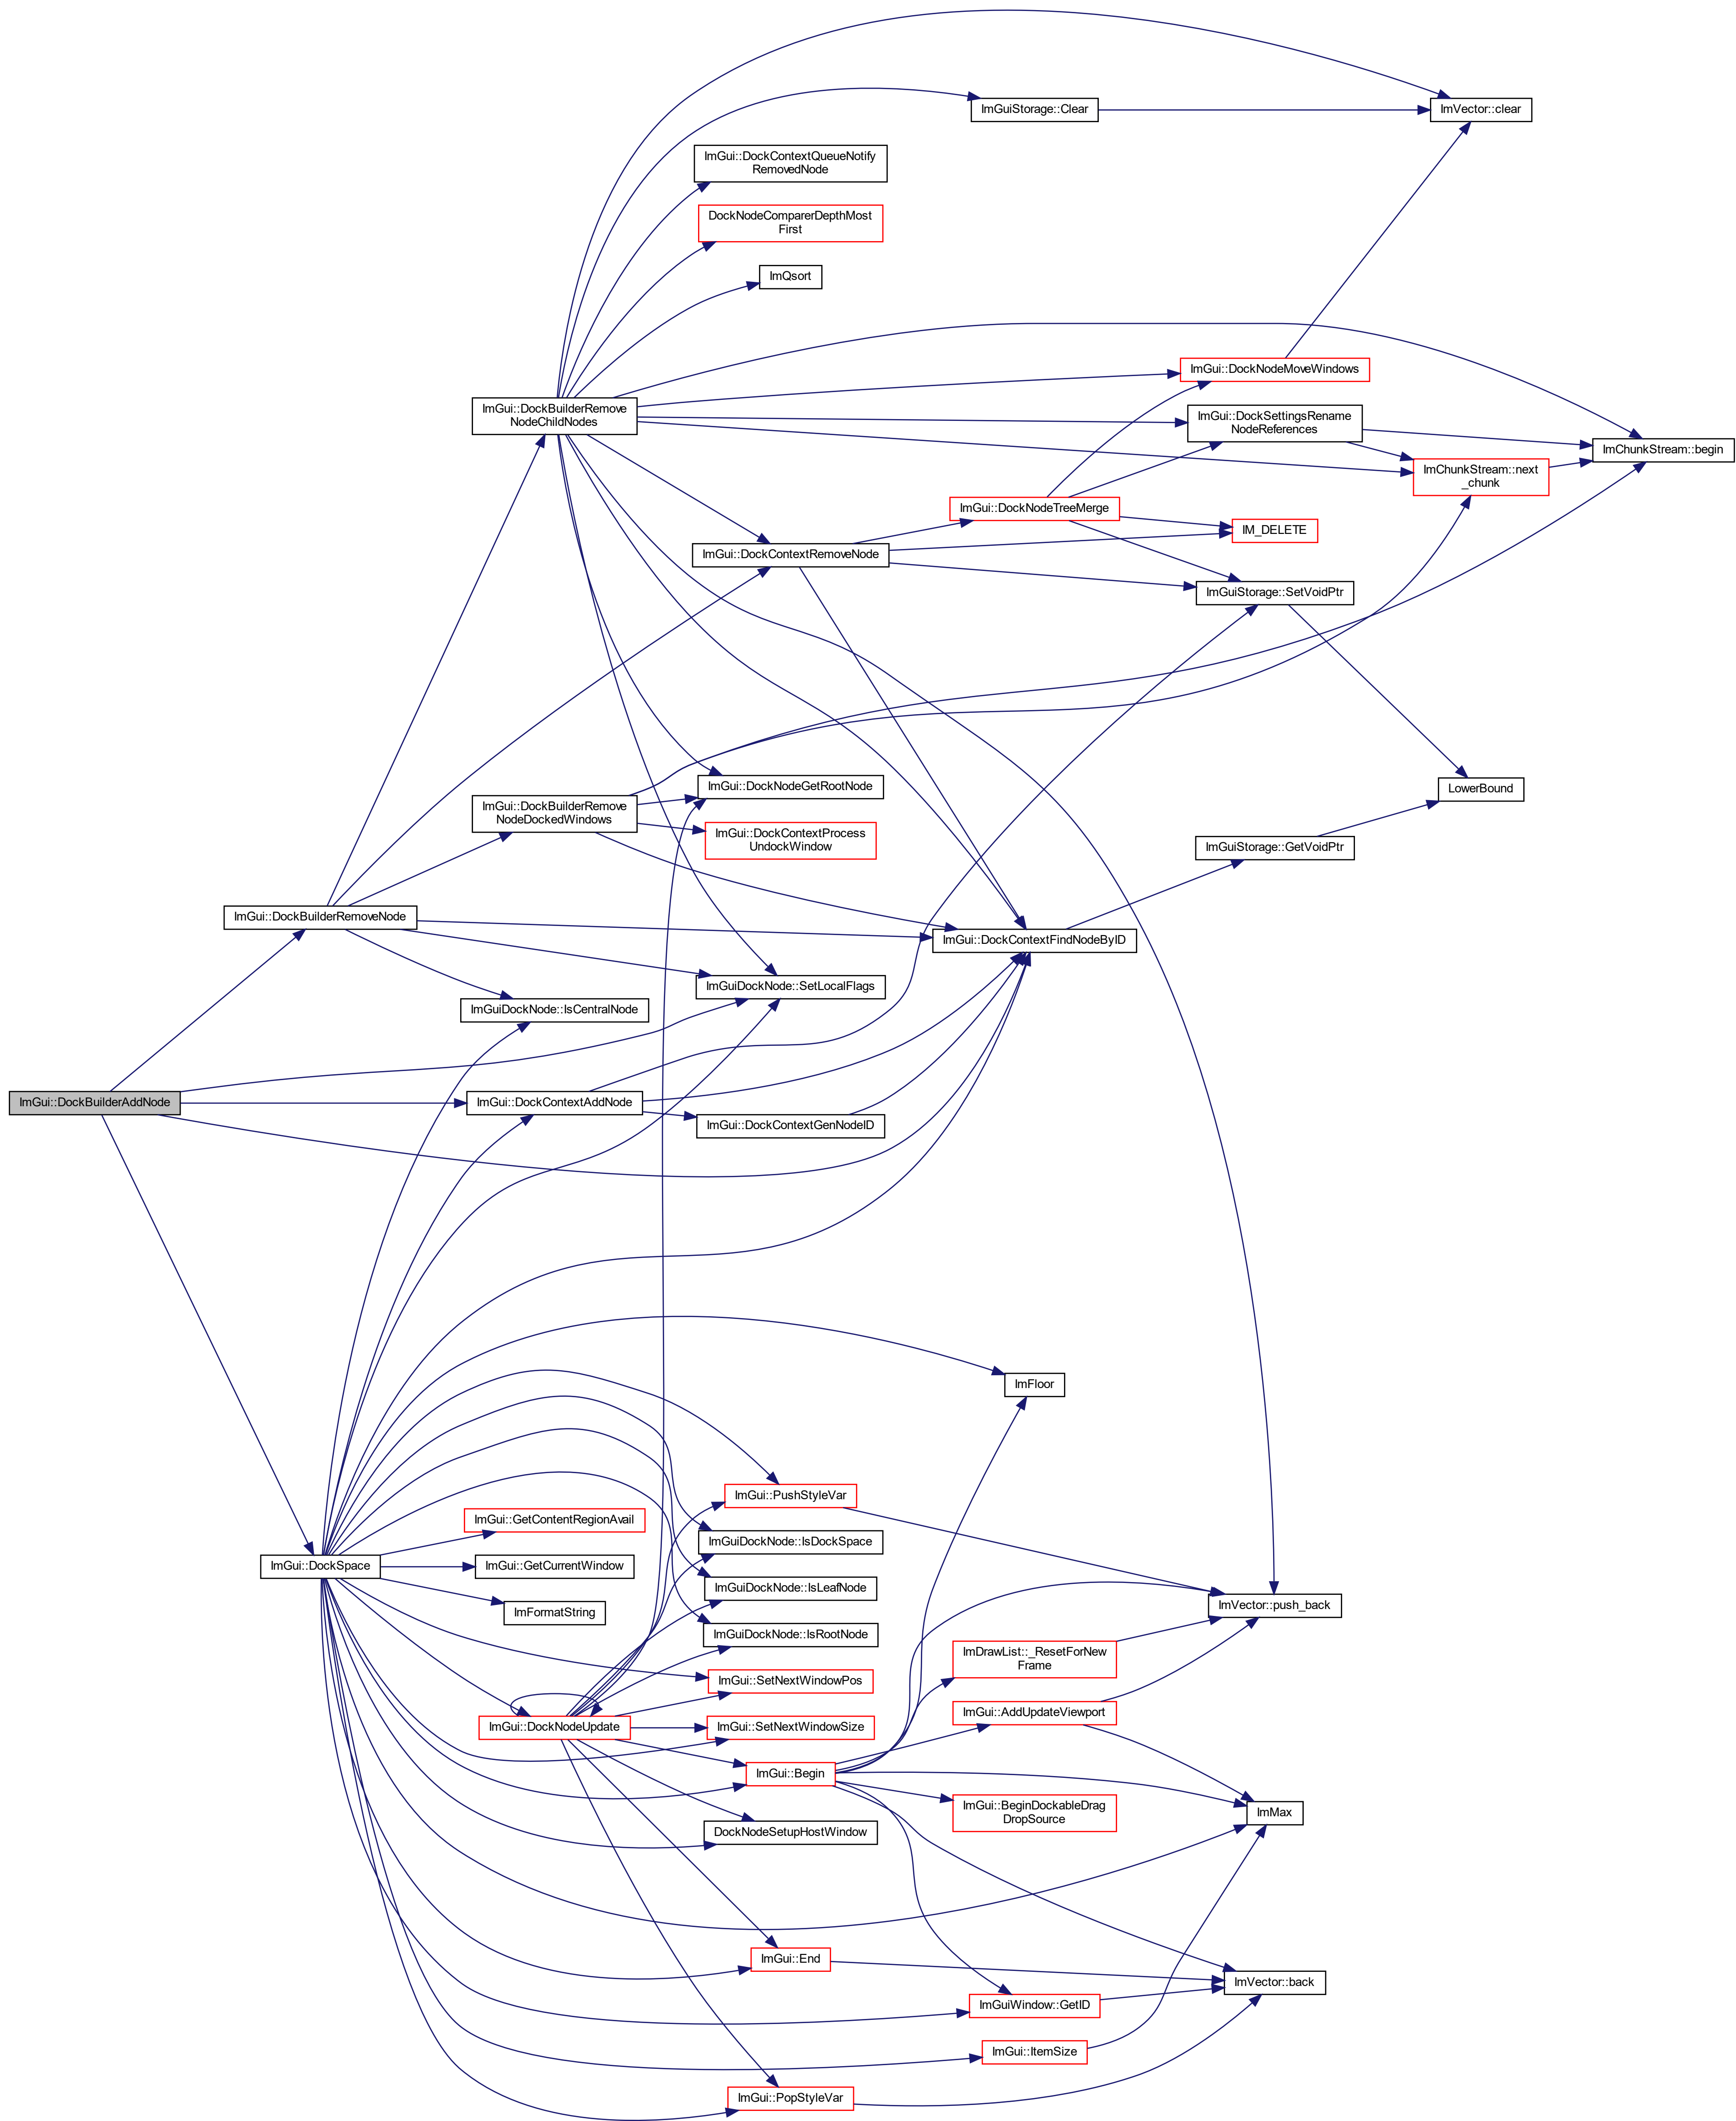 ImGuiStorage::Clear
ImVector::clear
ImGui::DockContextQueueNotify
RemovedNode
DockNodeComparerDepthMost
First
ImQsort
ImGui::DockNodeMoveWindows
ImGui::DockBuilderRemove
NodeChildNodes
ImGui::DockSettingsRename
NodeReferences
ImChunkStream::begin
ImChunkStream::next
_chunk
ImGui::DockNodeTreeMerge
IM_DELETE
ImGui::DockContextRemoveNode
ImGuiStorage::SetVoidPtr
ImGui::DockNodeGetRootNode
LowerBound
ImGui::DockBuilderRemove
NodeDockedWindows
ImGui::DockContextProcess
UndockWindow
ImGuiStorage::GetVoidPtr
ImGui::DockBuilderRemoveNode
ImGui::DockContextFindNodeByID
ImGuiDockNode::SetLocalFlags
ImGuiDockNode::IsCentralNode
ImGui::DockBuilderAddNode
ImGui::DockContextAddNode
ImGui::DockContextGenNodeID
ImFloor
ImGui::PushStyleVar
ImGui::GetContentRegionAvail
ImGuiDockNode::IsDockSpace
ImGui::DockSpace
ImGui::GetCurrentWindow
ImGuiDockNode::IsLeafNode
ImVector::push_back
ImFormatString
ImGuiDockNode::IsRootNode
ImDrawList::_ResetForNew
Frame
ImGui::SetNextWindowPos
ImGui::AddUpdateViewport
ImGui::DockNodeUpdate
ImGui::SetNextWindowSize
ImGui::Begin
ImGui::BeginDockableDrag
DropSource
ImMax
DockNodeSetupHostWindow
ImGui::End
ImVector::back
ImGuiWindow::GetID
ImGui::ItemSize
ImGui::PopStyleVar